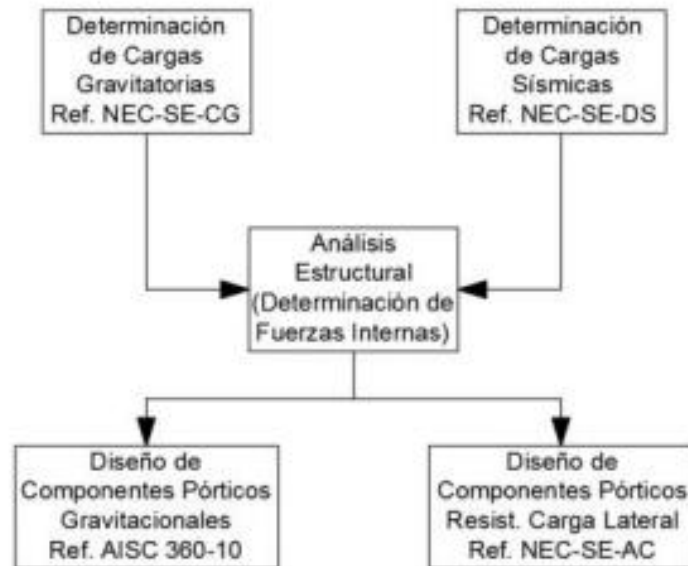 Determinación
de Cargas
Gravitatorias
Ref. NEC-SE-CG
Determinación
de Cargas
Sísmicas
Ref. NEC-SE-DS
Análisis
Estructural
(Determinación de
Fuerzas Internas)
Diseño de
Componentes Pórticos
Gravitacionales
Ref. AISC 360-10
Diseño de
Componentes Pórticos
Resist. Carga Lateral
Ref. NEC-SE-AC